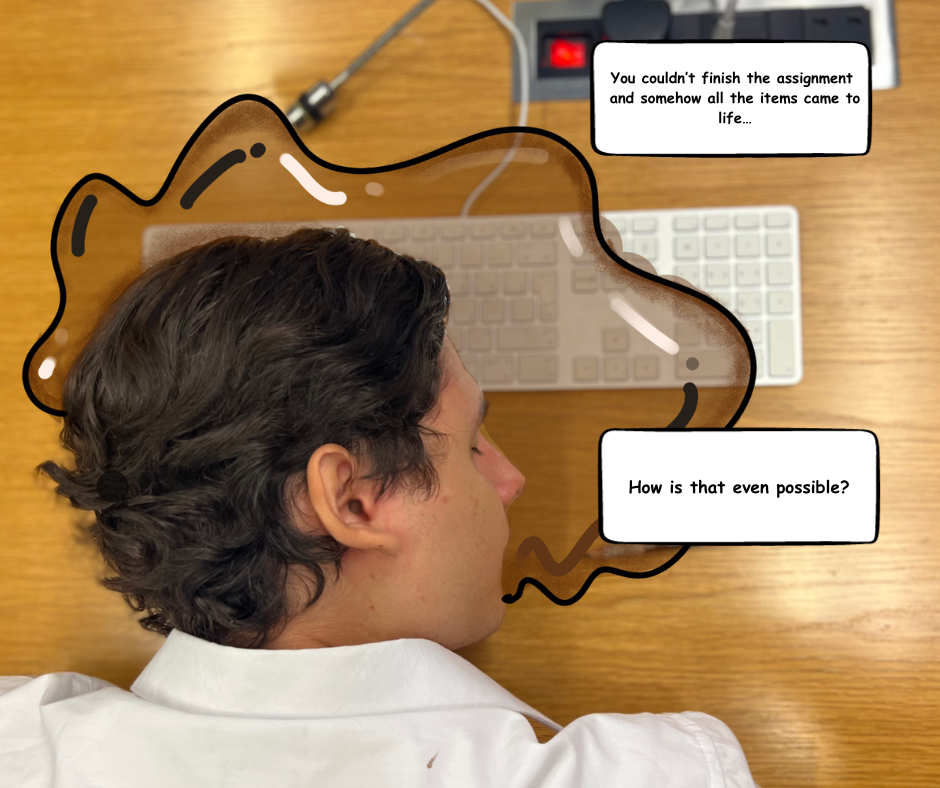 You couldn't finish the assignment
and somehow all the items came to
life...
How is that even possible?